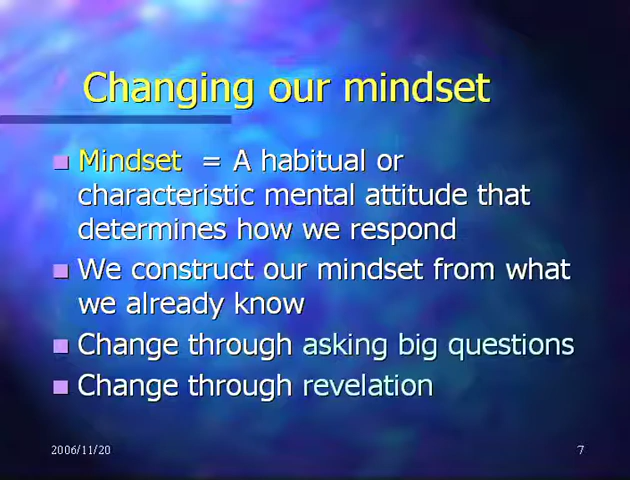 Changing our mindset
Mindset = A habitual or
characteristic mental attitude that
determines how we respond
We construct our mindset from what
we already know
Change through asking big questions
Change through revelation
2006/11/20
7